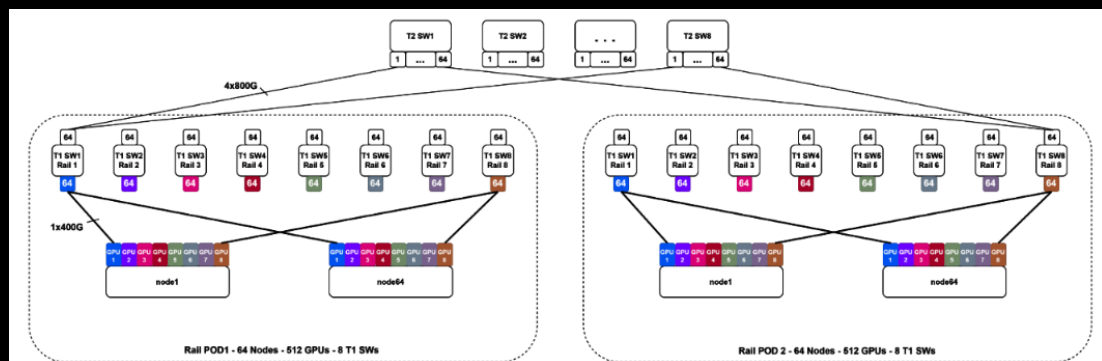 T2 SW1 T2 SW2 . . . T2 SW8
1 ... 64 1 ... 64 1 ... 64 1 ... 64
4x800G
64 64 64 64 64 64 64 64 64 64 64 64 64 64 64 64
T1 SW1 T1 SW2 T1 SW3 T1 SW4 T1 SW5 T1 SW6 T1 SW7 T1 SW8 T1 SW1 T1 SW2 T1 SW3 T1 SW4 T1 SW5 T1 SW6 T1 SW7 T1 SW8
Rail 1 Rail 2 Rail 3 Rail 4 Rail 5 Rail 6 Rail 7 Rail 8 Rail 1 Rail 2 Rail 3 Rail 4 Rail 5 Rail 6 Rail 7 Rail 8
64 64 64 64 64 64 64 64 64 64 64 64 64 64 64 64
1x400G
GPU GPU GPU GPU GPU GPU GPU GPU GPU GPU GPU GPU GPU GPU GPU GPU GPU GPU GPU GPU GPU GPU GPU GPU GPU GPU GPU GPU GPU GPU GPU GPU
1 2 3 4 5 6 7 8 1 2 3 4 5 6 7 8 1 2 3 4 5 6 7 8 1 2 3 4 5 6 7 8
node1 node64 node1 node64
Rail POD1 - 64 Nodes - 512 GPUs - 8 T1 SWs Rail POD 2 - 64 Nodes - 512 GPUs - 8 T1 SWs